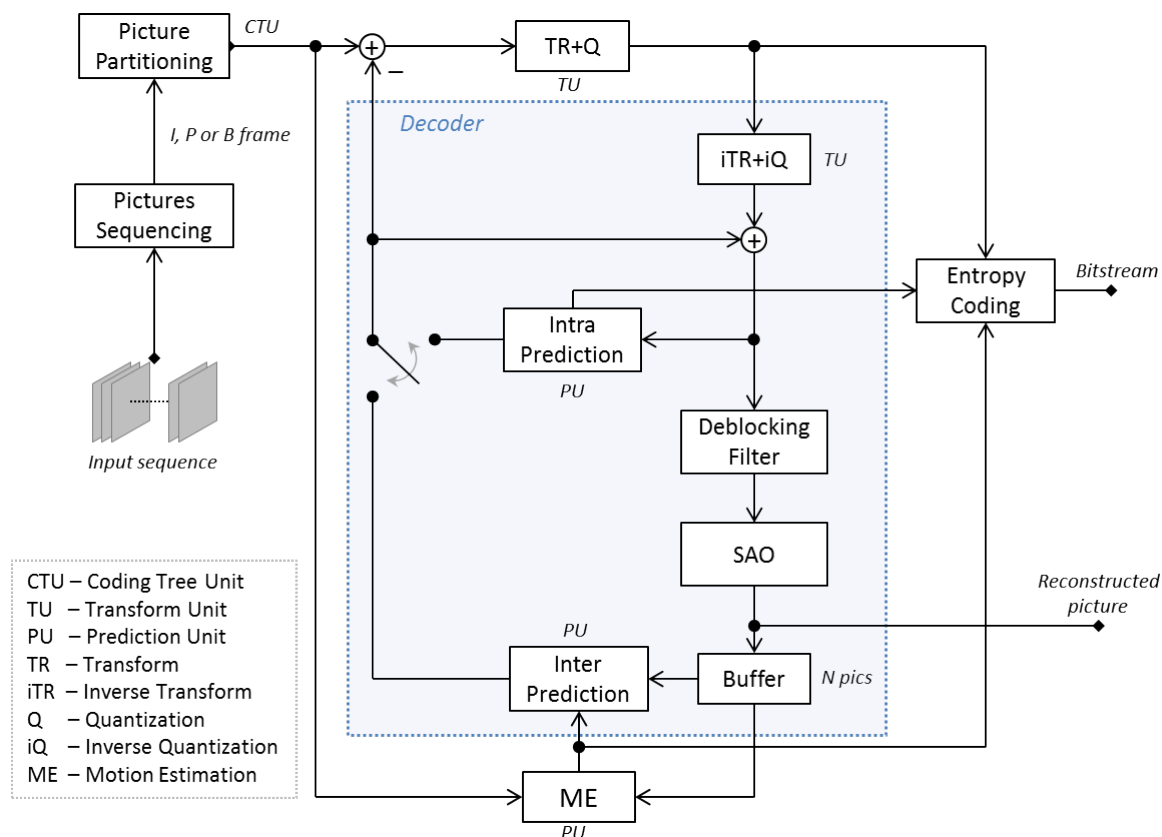 Picture
Partitioning
CTU
+
−
TR+Q
TU
I, P or B frame
Decoder
iTR+iQ
TU
Pictures
Sequencing
+
Entropy
Coding
Bitstream
Intra
Prediction
PU
Input sequence
Deblocking
Filter
SAO
Reconstructed
picture
PU
Inter
Prediction
Buffer
N pics
ME
PU
CTU – Coding Tree Unit
TU – Transform Unit
PU – Prediction Unit
TR – Transform
iTR – Inverse Transform
Q – Quantization
iQ – Inverse Quantization
ME – Motion Estimation